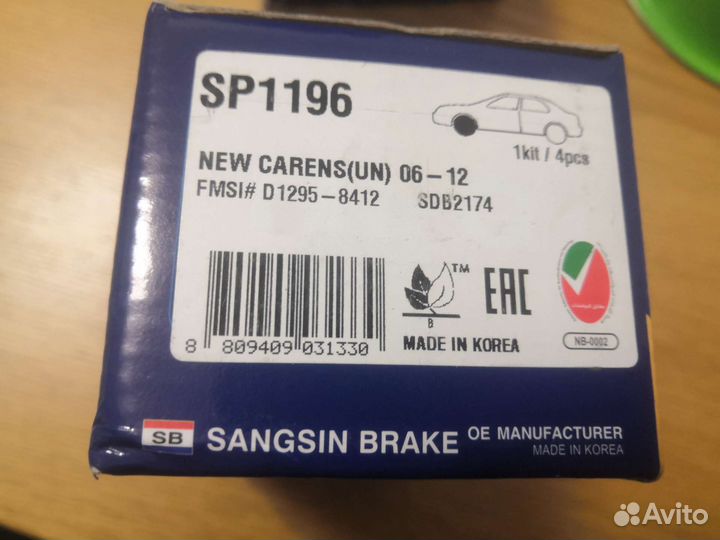 SP1196
1kit / 4pcs
NEW CARENS(UN) 06-12
FMSI# D1295-8412 SDB2174
TM
B
EAC
8 809409 031330
MADE IN KOREA
NB-0002
SB SANGSIN BRAKE OE MANUFACTURER
MADE IN KOREA
Avito